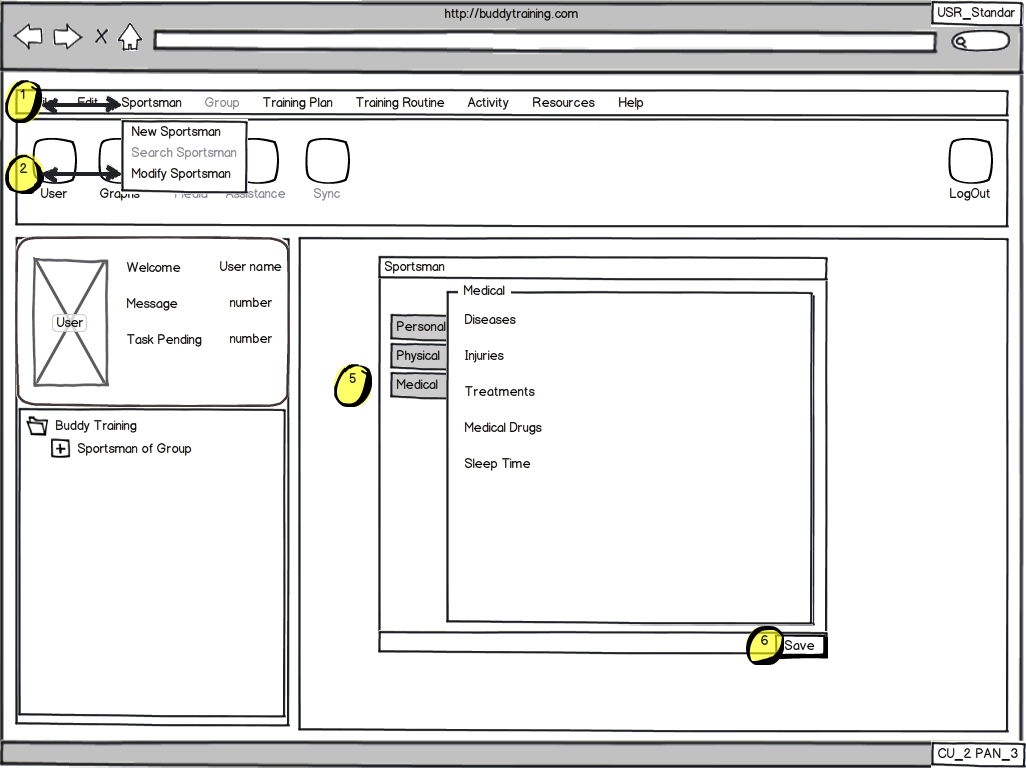 http://buddytraining.com
USR_Standar
1
Edit Sportsman Group Training Plan Training Routine Activity Resources Help
New Sportsman
Search Sportsman
Modify Sportsman
2
User Graphs Media Assistance Sync LogOut
Welcome User name
Message number
User
Task Pending number
Sportsman
Medical
Personal
Physical
Medical
Diseases
Injuries
Treatments
Medical Drugs
Sleep Time
5
Buddy Training
Sportsman of Group
6
Save
CU_2 PAN_3